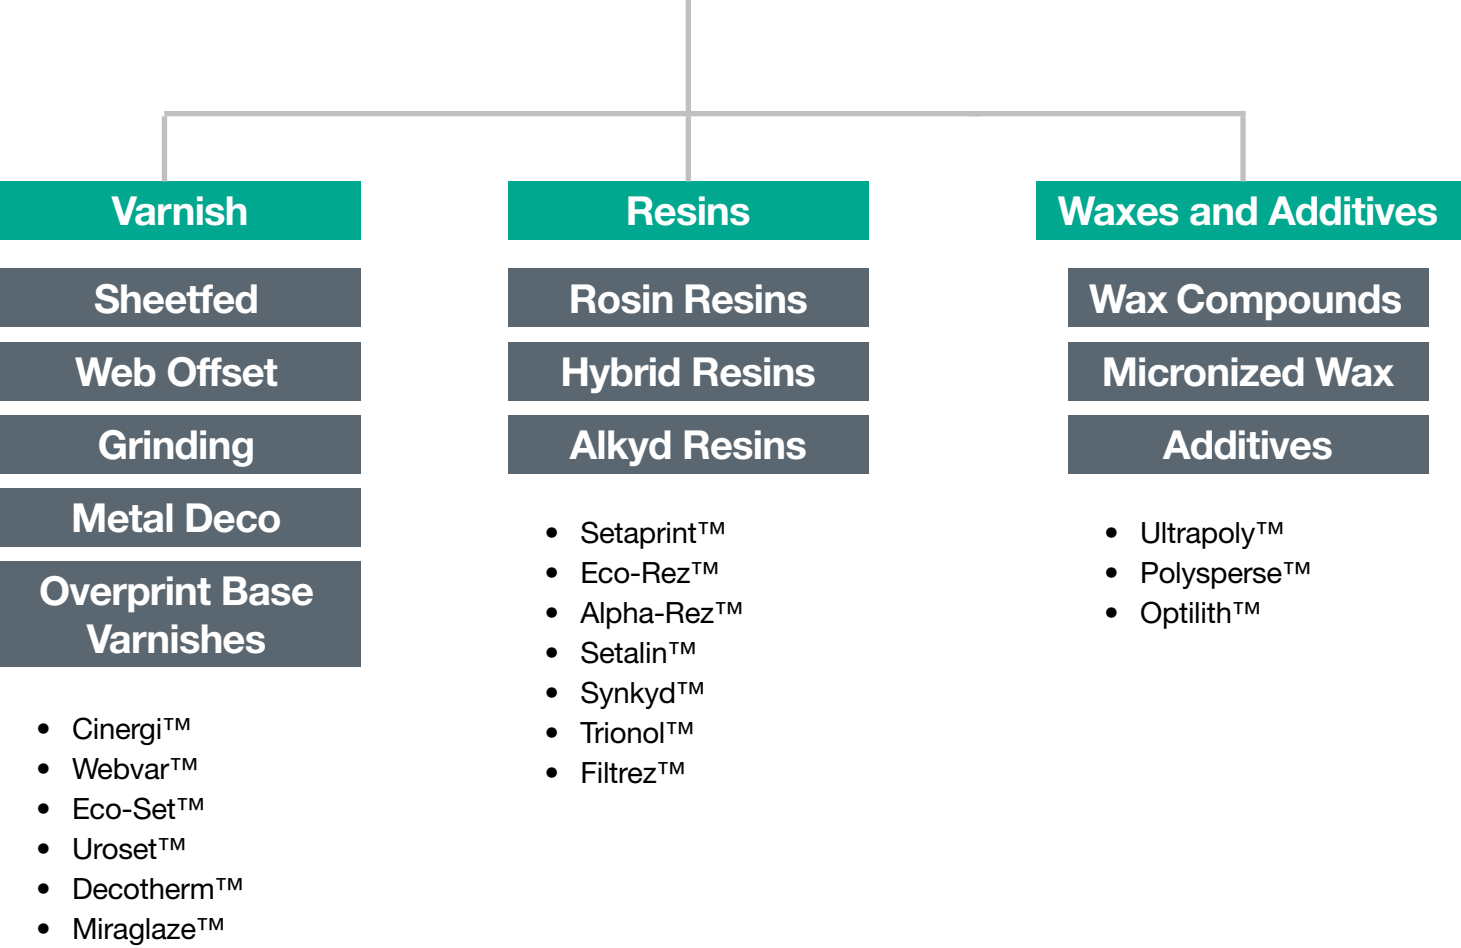 Varnish
Sheetfed
Web Offset
Grinding
Metal Deco
Overprint Base
Varnishes
• Cinergi™
• Webvar™
• Eco-Set™
• Uroset™
• Decotherm™
• Miraglaze™
Resins
Rosin Resins
Hybrid Resins
Alkyd Resins
• Setaprint™
• Eco-Rez™
• Alpha-Rez™
• Setalin™
• Synkyd™
• Trionol™
• Filtrez™
Waxes and Additives
Wax Compounds
Micronized Wax
Additives
• Ultrapoly™
• Polysperse™
• Optilith™